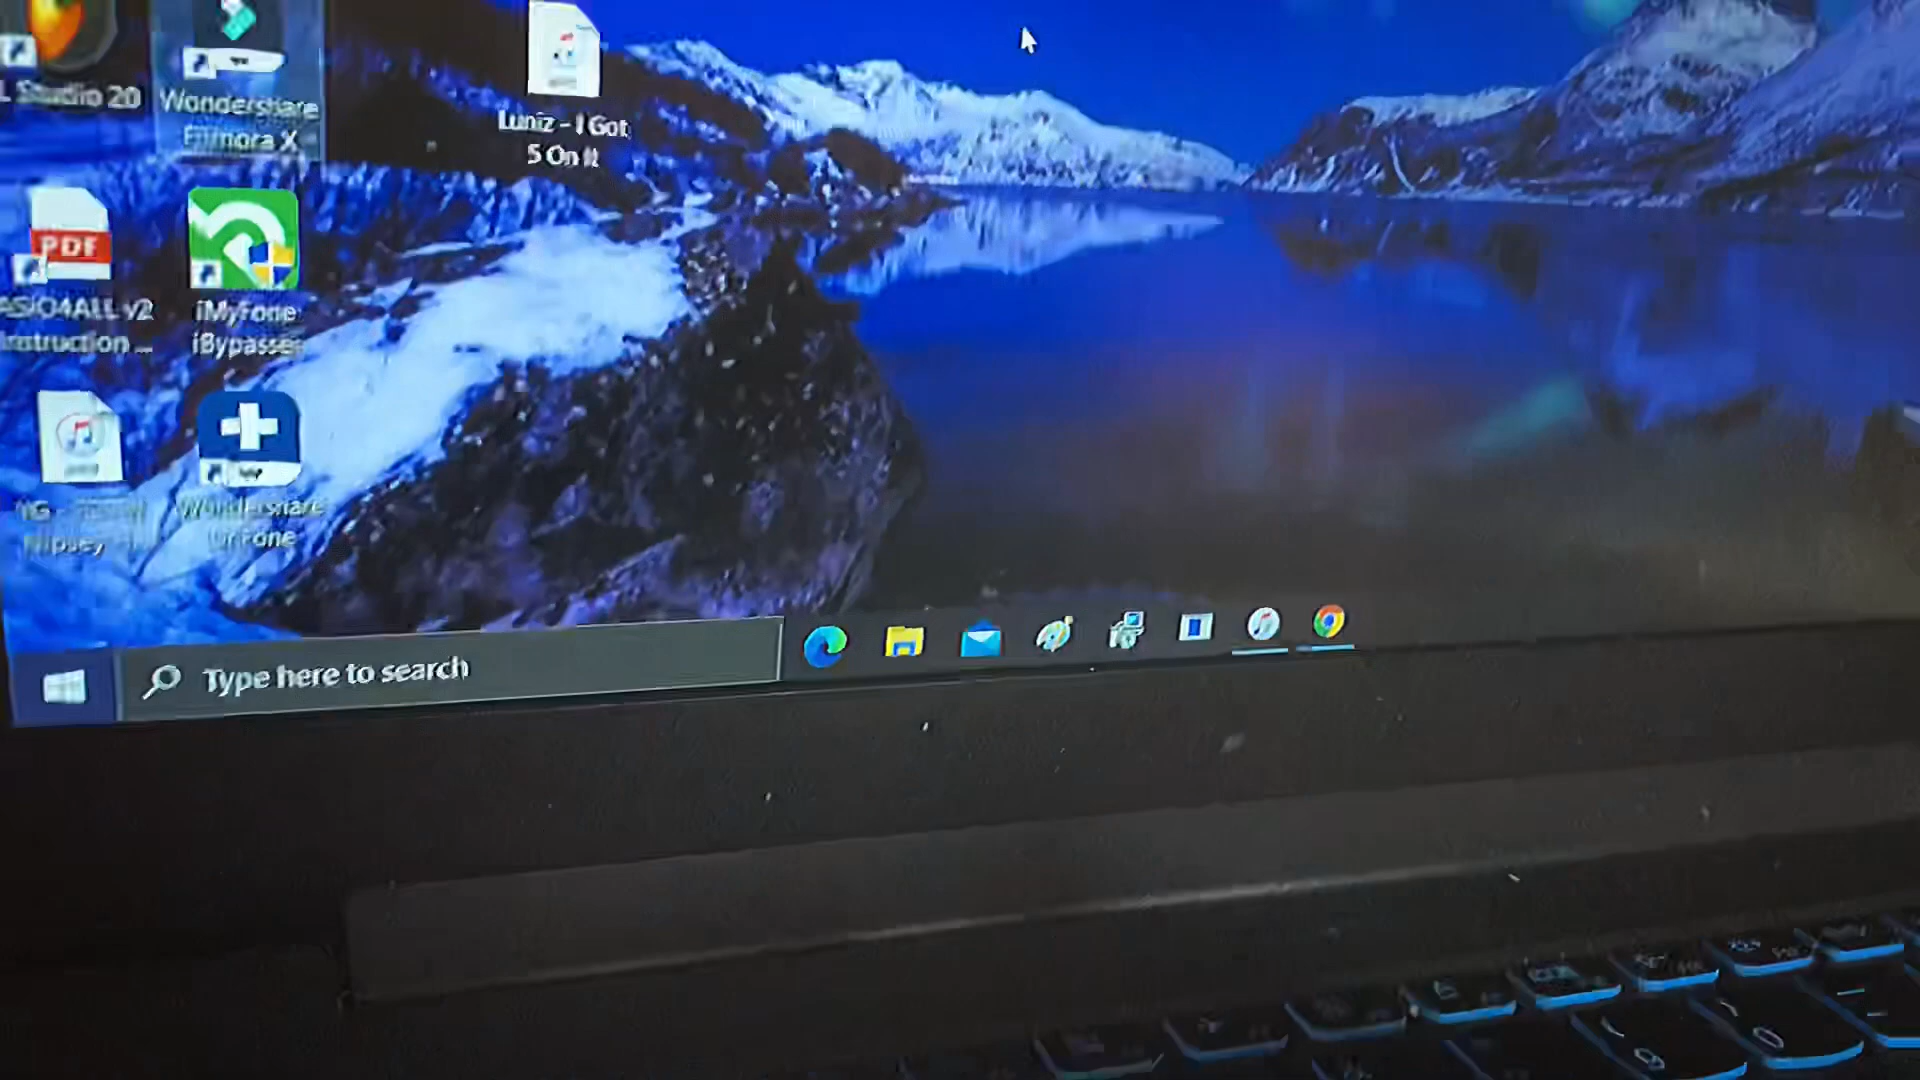 L Studio 20
Wondershare
Filmora X
Luniz - I Got
5 On It
PDF
ASIO4ALL v2
Instruction ...
iMyFone
iBypasser
Nipsey
Wondershare
Dr.Fone
Type here to search